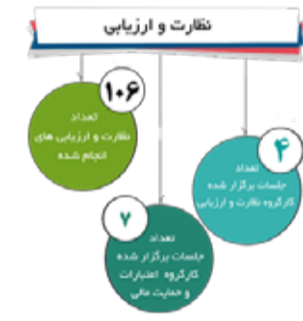 نظارت و ارزیابی
۱۰۶
تعداد
نظارت و ارزیابی های
انجام شده
۴
تعداد
جلسات برگزار شده
کارگروه نظارت و ارزیابی
۷
تعداد
جلسات برگزار شده
کارگروه اعتبارات
و حمایت مالی